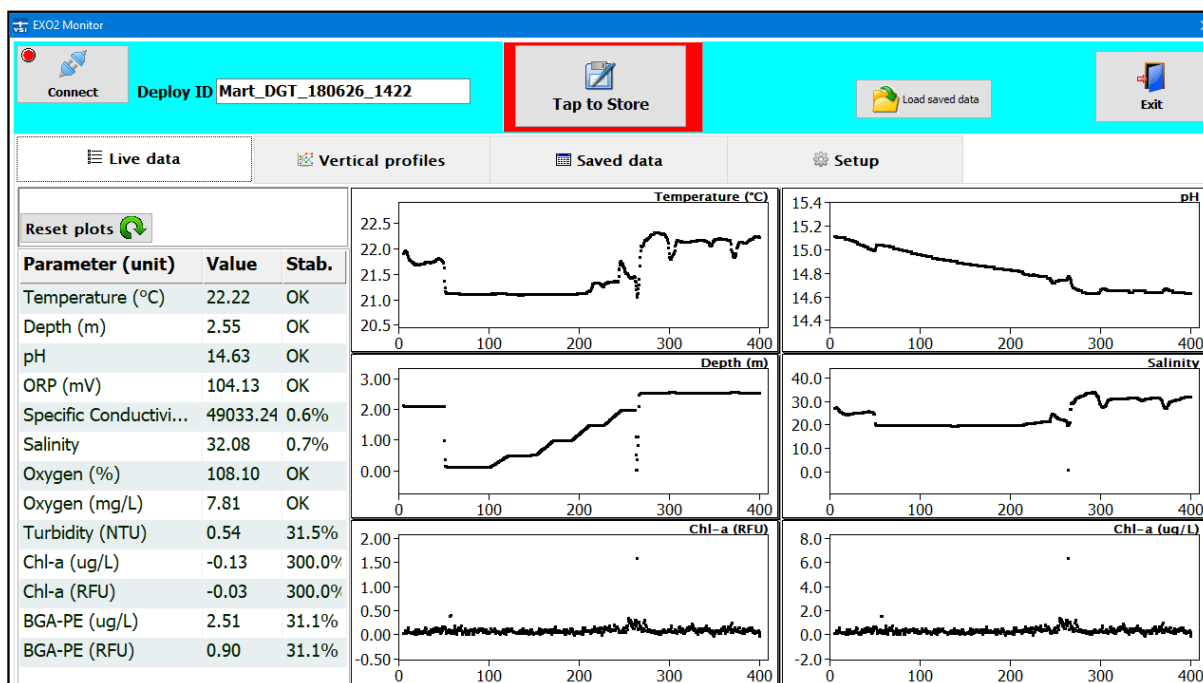 YSI EXO2 Monitor
Connect
Deploy ID Mart_DGT_180626_1422
Tap to Store
Load saved data
Exit
Live data Vertical profiles Saved data Setup
Reset plots
Parameter (unit) Value Stab.
Temperature (°C) 22.22 OK
Depth (m) 2.55 OK
pH 14.63 OK
ORP (mV) 104.13 OK
Specific Conductivi... 49033.24 0.6%
Salinity 32.08 0.7%
Oxygen (%) 108.10 OK
Oxygen (mg/L) 7.81 OK
Turbidity (NTU) 0.54 31.5%
Chl-a (ug/L) -0.13 300.0%
Chl-a (RFU) -0.03 300.0%
BGA-PE (ug/L) 2.51 31.1%
BGA-PE (RFU) 0.90 31.1%
Temperature (°C)
22.5
22.0
21.5
21.0
20.5
0 100 200 300 400
pH
15.4
15.2
15.0
14.8
14.6
14.4
0 100 200 300 400
Depth (m)
3.00
2.00
1.00
0.00
0 100 200 300 400
Salinity
40.0
30.0
20.0
10.0
0.0
0 100 200 300 400
Chl-a (RFU)
2.00
1.50
1.00
0.50
0.00
-0.50
0 100 200 300 400
Chl-a (ug/L)
8.0
6.0
4.0
2.0
0.0
-2.0
0 100 200 300 400